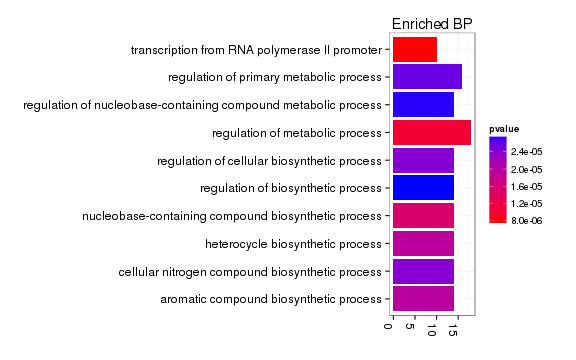 Enriched BP
transcription from RNA polymerase II promoter
regulation of primary metabolic process
regulation of nucleobase-containing compound metabolic process
regulation of metabolic process
regulation of cellular biosynthetic process
regulation of biosynthetic process
nucleobase-containing compound biosynthetic process
heterocycle biosynthetic process
cellular nitrogen compound biosynthetic process
aromatic compound biosynthetic process
0 5 10 15
pvalue
2.4e-05
2.0e-05
1.6e-05
1.2e-05
8.0e-06